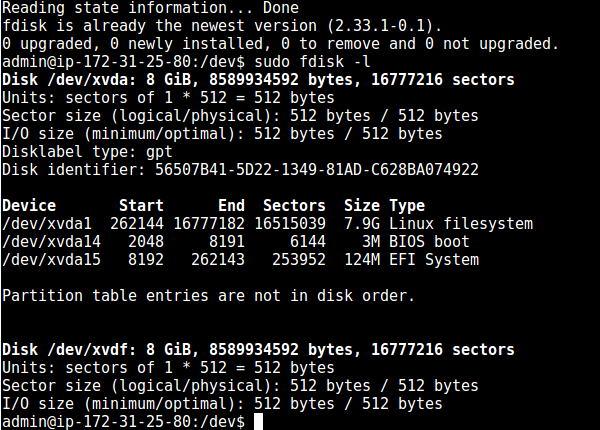 Reading state information... Done
fdisk is already the newest version (2.33.1-0.1).
0 upgraded, 0 newly installed, 0 to remove and 0 not upgraded.
admin@ip-172-31-25-80:/dev$ sudo fdisk -l
Disk /dev/xvda: 8 GiB, 8589934592 bytes, 16777216 sectors
Units: sectors of 1 * 512 = 512 bytes
Sector size (logical/physical): 512 bytes / 512 bytes
I/O size (minimum/optimal): 512 bytes / 512 bytes
Disklabel type: gpt
Disk identifier: 56507B41-5D22-1349-81AD-C628BA074922
Device       Start      End  Sectors  Size Type
/dev/xvda1  262144 16777182 16515039  7.9G Linux filesystem
/dev/xvda14   2048     8191     6144    3M BIOS boot
/dev/xvda15   8192   262143   253952  124M EFI System
Partition table entries are not in disk order.
Disk /dev/xvdf: 8 GiB, 8589934592 bytes, 16777216 sectors
Units: sectors of 1 * 512 = 512 bytes
Sector size (logical/physical): 512 bytes / 512 bytes
I/O size (minimum/optimal): 512 bytes / 512 bytes
admin@ip-172-31-25-80:/dev$